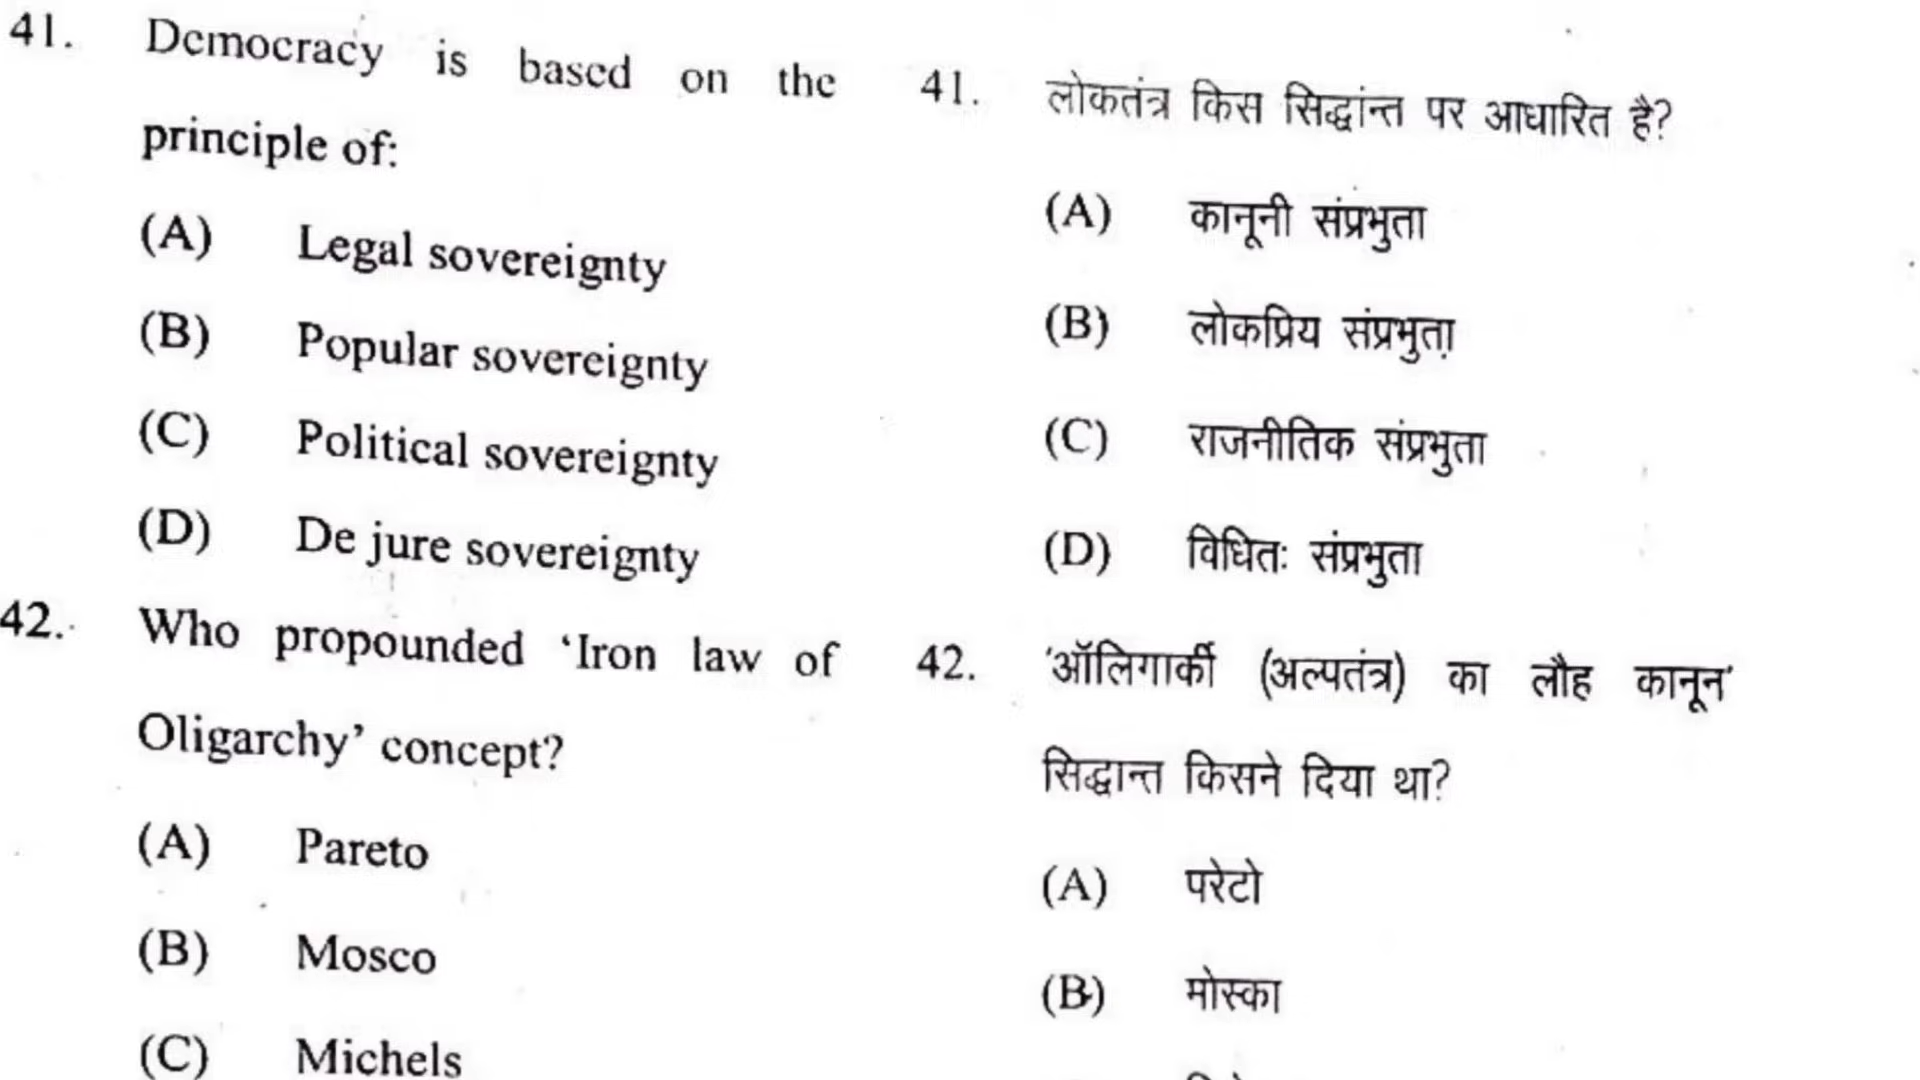 41. Democracy is based on the
principle of:
(A) Legal sovereignty
(B) Popular sovereignty
(C) Political sovereignty
(D) De jure sovereignty
42. Who propounded ‘Iron law of
Oligarchy’ concept?
(A) Pareto
(B) Mosco
(C) Michels
41. लोकतंत्र किस सिद्धांन्त पर आधारित है?
(A) कानूनी संप्रभुता
(B) लोकप्रिय संप्रभुता
(C) राजनीतिक संप्रभुता
(D) विधितः संप्रभुता
42. 'ऑलिगार्की (अल्पतंत्र) का लौह कानून'
सिद्धान्त किसने दिया था?
(A) परेटो
(B) मोस्का